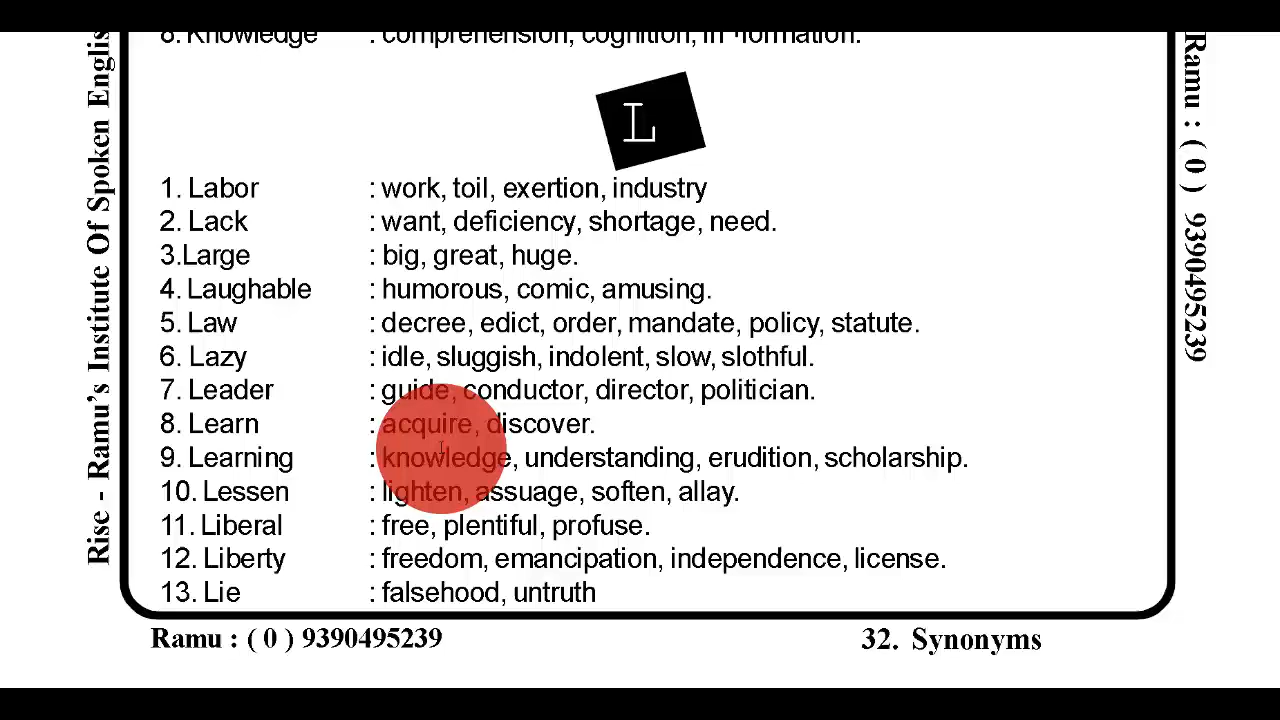 8. Knowledge : comprehension, cognition, in formation.
L
1. Labor : work, toil, exertion, industry
2. Lack : want, deficiency, shortage, need.
3.Large : big, great, huge.
4. Laughable : humorous, comic, amusing.
5. Law : decree, edict, order, mandate, policy, statute.
6. Lazy : idle, sluggish, indolent, slow, slothful.
7. Leader : guide, conductor, director, politician.
8. Learn : acquire, discover.
9. Learning : knowledge, understanding, erudition, scholarship.
10. Lessen : lighten, assuage, soften, allay.
11. Liberal : free, plentiful, profuse.
12. Liberty : freedom, emancipation, independence, license.
13. Lie : falsehood, untruth
Ramu : ( 0 ) 9390495239
32. Synonyms
Rise - Ramu's Institute Of Spoken Englis
Ramu : ( 0 ) 9390495239